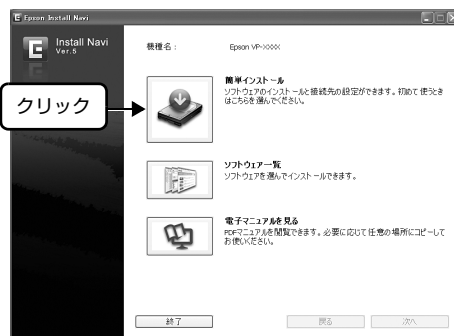 Epson Install Navi
E Install Navi
Ver.5
機種名：
Epson VP-XXXX
クリック
簡単インストール
ソフトウェアのインストールと接続先の設定ができます。初めて使うとき
はこちらを選んでください。
ソフトウェア一覧
ソフトウェアを選んでインストールできます。
電子マニュアルを見る
PDFマニュアルを閲覧できます。必要に応じて任意の場所にコピーして
お使いください。
終了
戻る
次へ